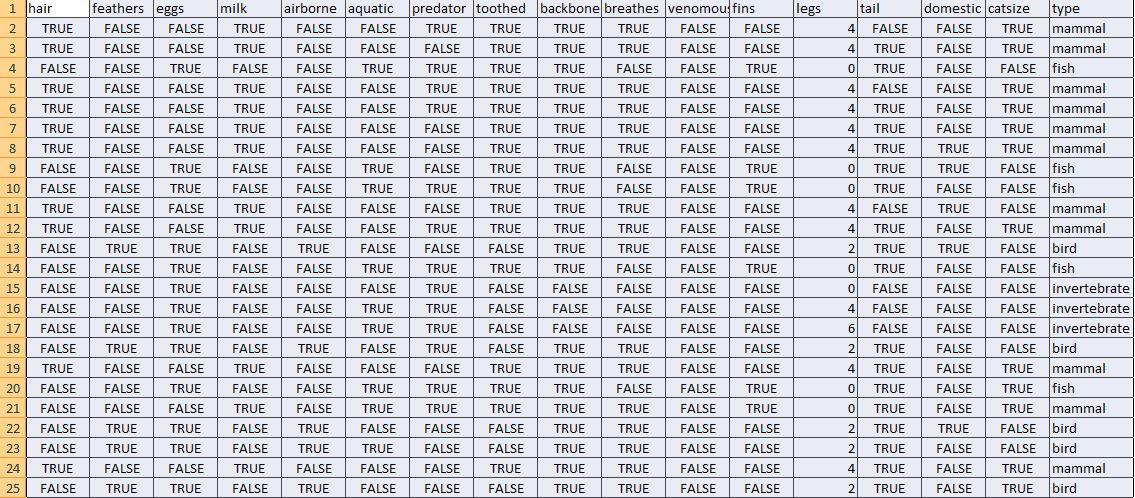 1 hair feathers eggs milk airborne aquatic predator toothed backbone breathes venomous fins legs tail domestic catsize type
2 TRUE FALSE FALSE TRUE FALSE FALSE TRUE TRUE TRUE TRUE FALSE FALSE 4 FALSE FALSE TRUE mammal
3 TRUE FALSE FALSE TRUE FALSE FALSE FALSE TRUE TRUE TRUE FALSE FALSE 4 TRUE FALSE TRUE mammal
4 FALSE FALSE TRUE FALSE FALSE TRUE TRUE TRUE TRUE FALSE FALSE TRUE 0 TRUE FALSE FALSE fish
5 TRUE FALSE FALSE TRUE FALSE FALSE TRUE TRUE TRUE TRUE FALSE FALSE 4 FALSE FALSE TRUE mammal
6 TRUE FALSE FALSE TRUE FALSE FALSE TRUE TRUE TRUE TRUE FALSE FALSE 4 TRUE FALSE TRUE mammal
7 TRUE FALSE FALSE TRUE FALSE FALSE FALSE TRUE TRUE TRUE FALSE FALSE 4 TRUE FALSE TRUE mammal
8 TRUE FALSE FALSE TRUE FALSE FALSE FALSE TRUE TRUE TRUE FALSE FALSE 4 TRUE TRUE TRUE mammal
9 FALSE FALSE TRUE FALSE FALSE TRUE FALSE TRUE TRUE FALSE FALSE TRUE 0 TRUE TRUE FALSE fish
10 FALSE FALSE TRUE FALSE FALSE TRUE TRUE TRUE TRUE FALSE FALSE TRUE 0 TRUE FALSE FALSE fish
11 TRUE FALSE FALSE TRUE FALSE FALSE FALSE TRUE TRUE TRUE FALSE FALSE 4 FALSE TRUE FALSE mammal
12 TRUE FALSE FALSE TRUE FALSE FALSE TRUE TRUE TRUE TRUE FALSE FALSE 4 TRUE FALSE TRUE mammal
13 FALSE TRUE TRUE FALSE TRUE FALSE FALSE FALSE TRUE TRUE FALSE FALSE 2 TRUE TRUE FALSE bird
14 FALSE FALSE TRUE FALSE FALSE TRUE TRUE TRUE TRUE FALSE FALSE TRUE 0 TRUE FALSE FALSE fish
15 FALSE FALSE TRUE FALSE FALSE FALSE TRUE FALSE FALSE FALSE FALSE FALSE 0 FALSE FALSE FALSE invertebrate
16 FALSE FALSE TRUE FALSE FALSE TRUE TRUE FALSE FALSE FALSE FALSE FALSE 4 FALSE FALSE FALSE invertebrate
17 FALSE FALSE TRUE FALSE FALSE TRUE TRUE FALSE FALSE FALSE FALSE FALSE 6 FALSE FALSE FALSE invertebrate
18 FALSE TRUE TRUE FALSE TRUE FALSE TRUE FALSE TRUE TRUE FALSE FALSE 2 TRUE FALSE FALSE bird
19 TRUE FALSE FALSE TRUE FALSE FALSE FALSE TRUE TRUE TRUE FALSE FALSE 4 TRUE FALSE TRUE mammal
20 FALSE FALSE TRUE FALSE FALSE TRUE TRUE TRUE TRUE FALSE FALSE TRUE 0 TRUE FALSE TRUE fish
21 FALSE FALSE FALSE TRUE FALSE TRUE TRUE TRUE TRUE TRUE FALSE TRUE 0 TRUE FALSE TRUE mammal
22 FALSE TRUE TRUE FALSE TRUE FALSE FALSE FALSE TRUE TRUE FALSE FALSE 2 TRUE TRUE FALSE bird
23 FALSE TRUE TRUE FALSE TRUE TRUE FALSE FALSE TRUE TRUE FALSE FALSE 2 TRUE FALSE FALSE bird
24 TRUE FALSE FALSE TRUE FALSE FALSE FALSE TRUE TRUE TRUE FALSE FALSE 4 TRUE FALSE TRUE mammal
25 FALSE TRUE TRUE FALSE TRUE FALSE FALSE FALSE TRUE TRUE FALSE FALSE 2 TRUE FALSE TRUE bird